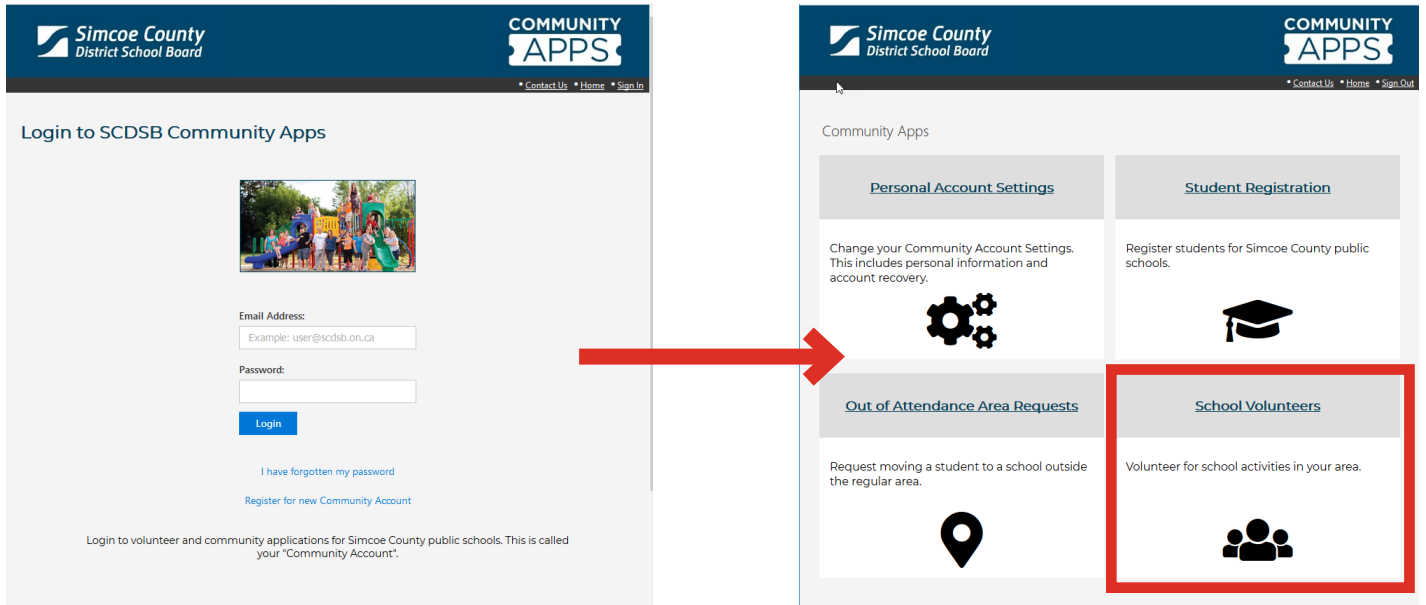 Simcoe County
District School Board
COMMUNITY
APPS
• Contact Us • Home • Sign In
Login to SCDSB Community Apps
Email Address:
Example: user@scdsb.on.ca
Password:
Login
I have forgotten my password
Register for new Community Account
Login to volunteer and community applications for Simcoe County public schools. This is called
your "Community Account".
Simcoe County
District School Board
COMMUNITY
APPS
• Contact Us • Home • Sign Out
Community Apps
Personal Account Settings
Change your Community Account Settings.
This includes personal information and
account recovery.
Student Registration
Register students for Simcoe County public
schools.
Out of Attendance Area Requests
Request moving a student to a school outside
the regular area.
School Volunteers
Volunteer for school activities in your area.